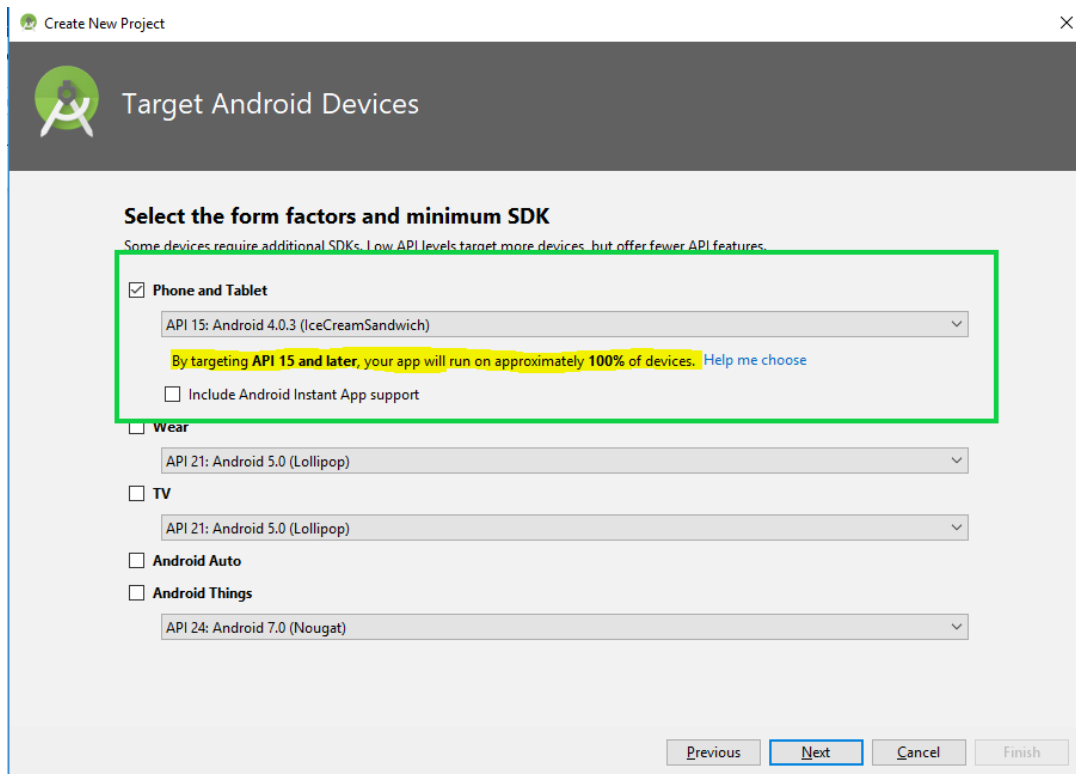 Create New Project
Target Android Devices
Select the form factors and minimum SDK
Some devices require additional SDKs. Low API levels target more devices, but offer fewer API features.
Phone and Tablet
API 15: Android 4.0.3 (IceCreamSandwich)
By targeting API 15 and later, your app will run on approximately 100% of devices. Help me choose
Include Android Instant App support
Wear
API 21: Android 5.0 (Lollipop)
TV
API 21: Android 5.0 (Lollipop)
Android Auto
Android Things
API 24: Android 7.0 (Nougat)
Previous Next Cancel Finish